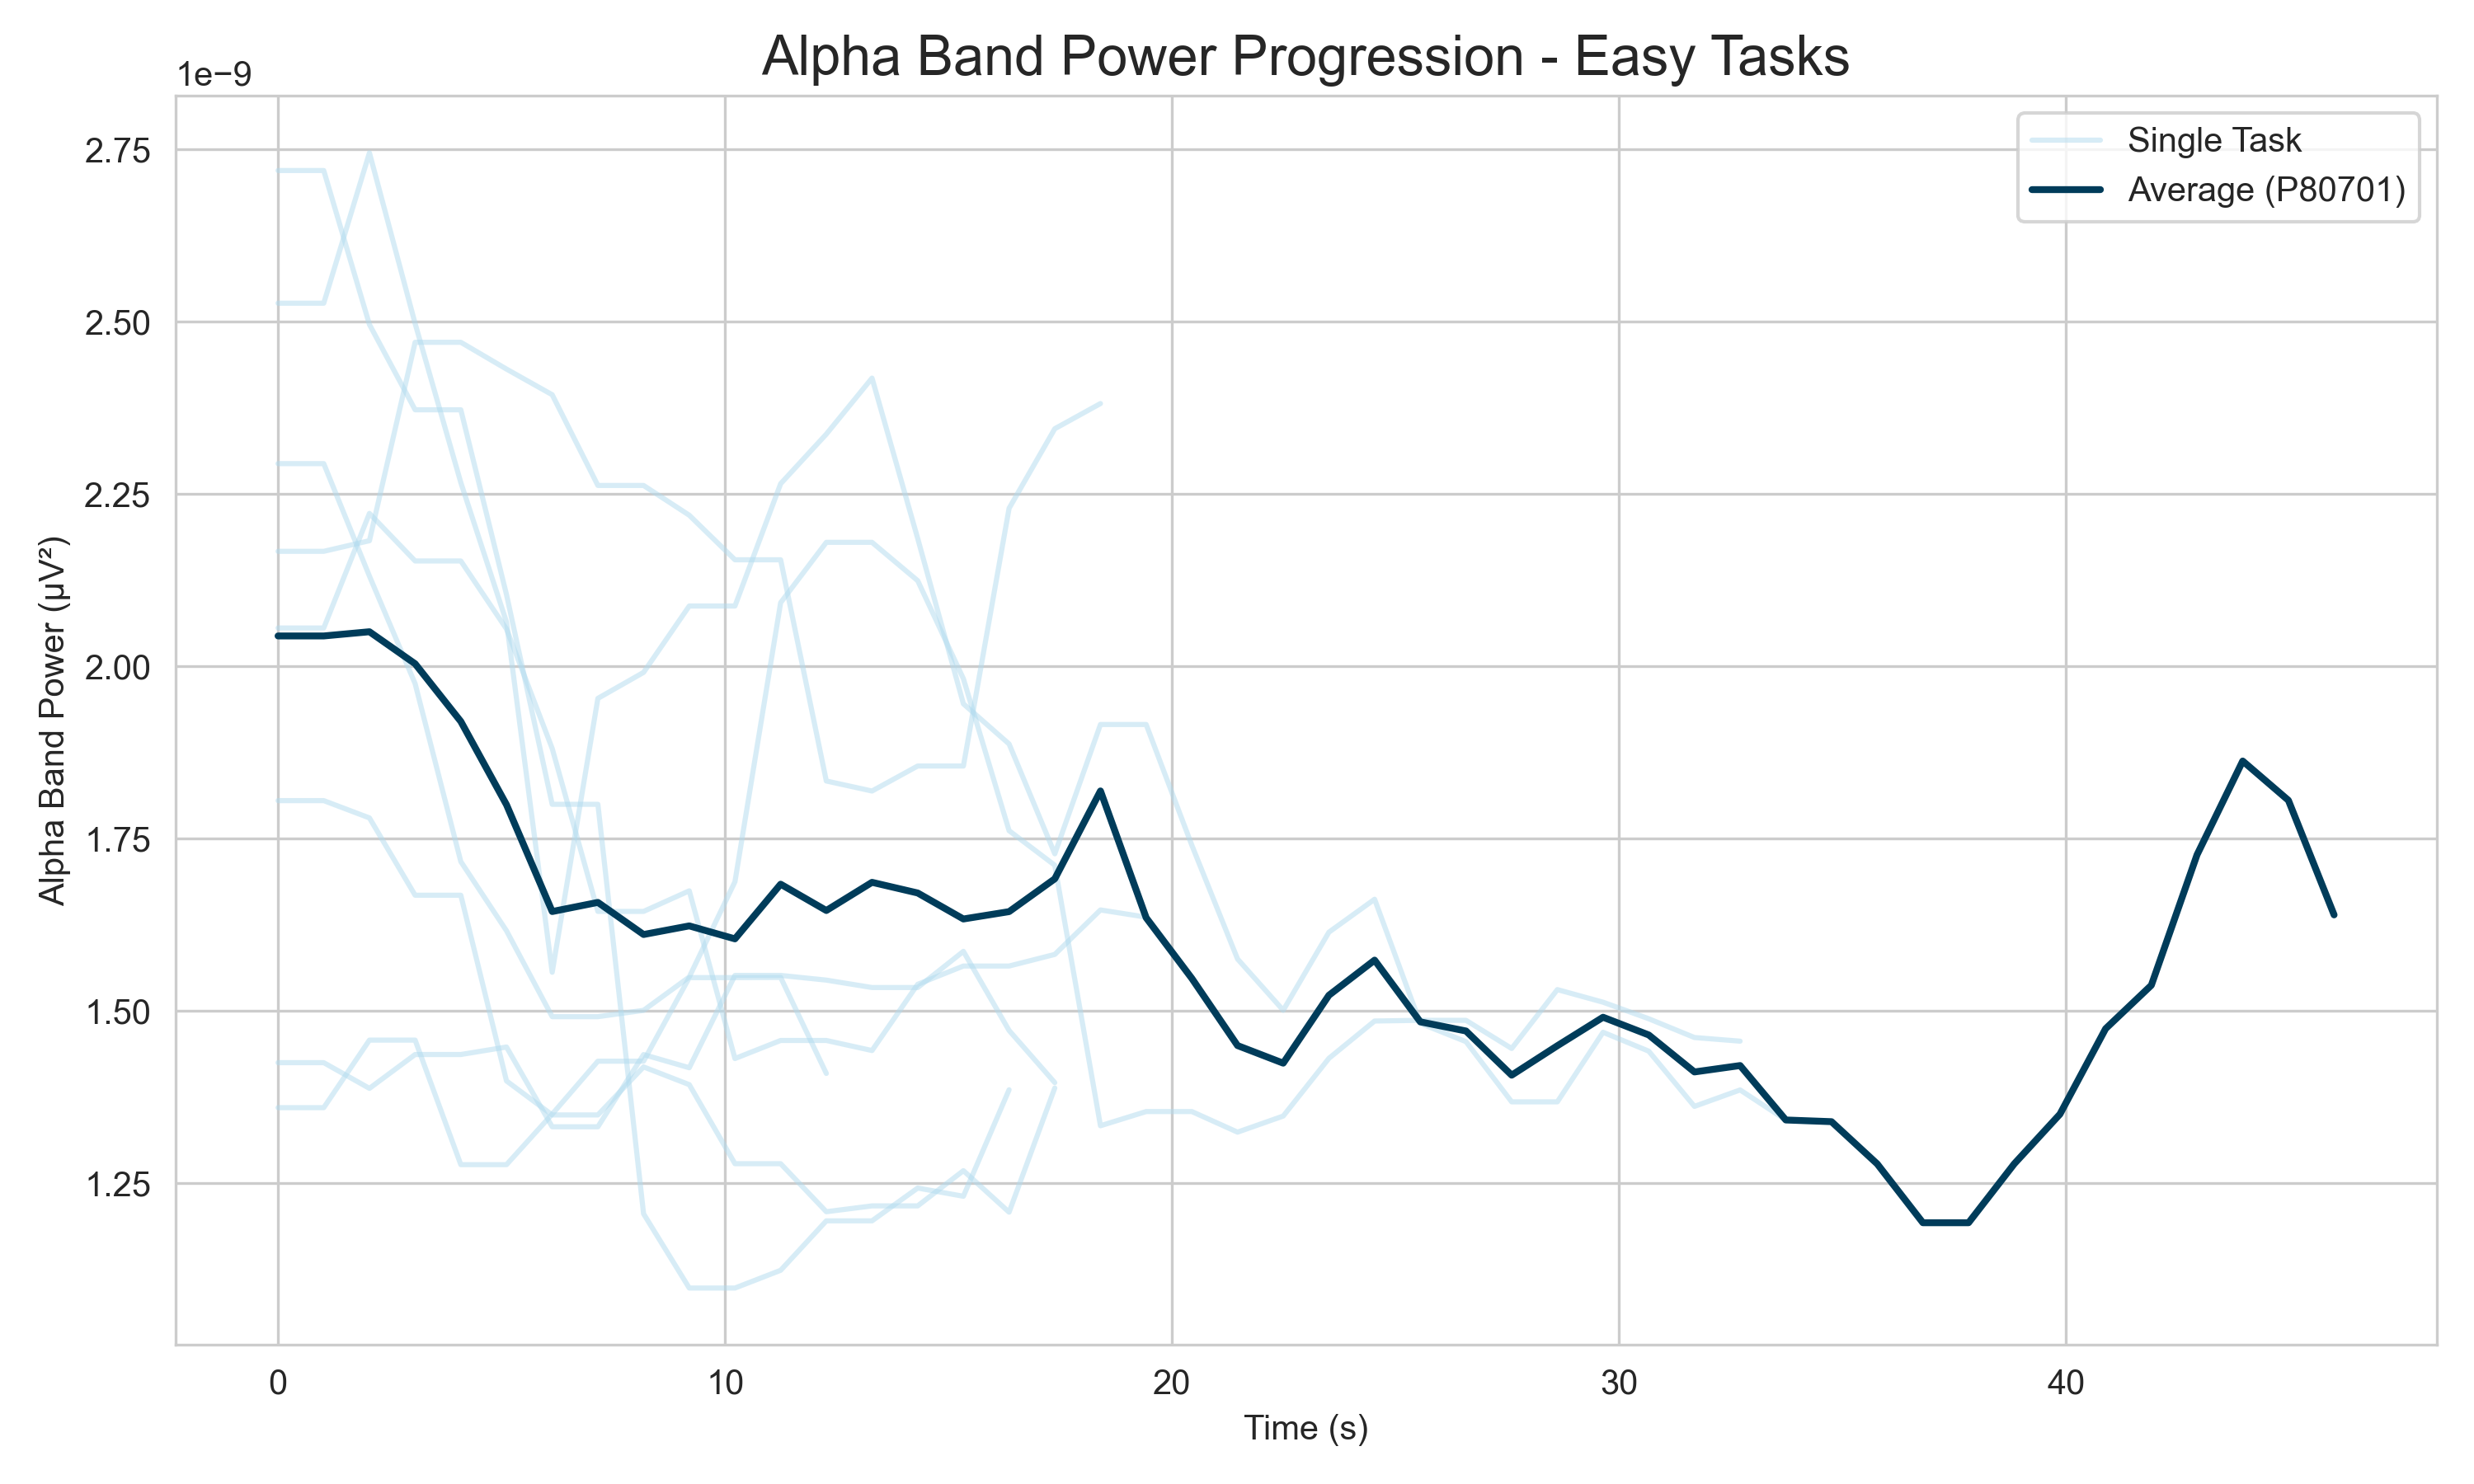 Alpha Band Power Progression - Easy Tasks
1e−9
Single Task
Average (P80701)
2.75
2.50
2.25
2.00
1.75
1.50
1.25
Alpha Band Power (µV²)
0 10 20 30 40
Time (s)